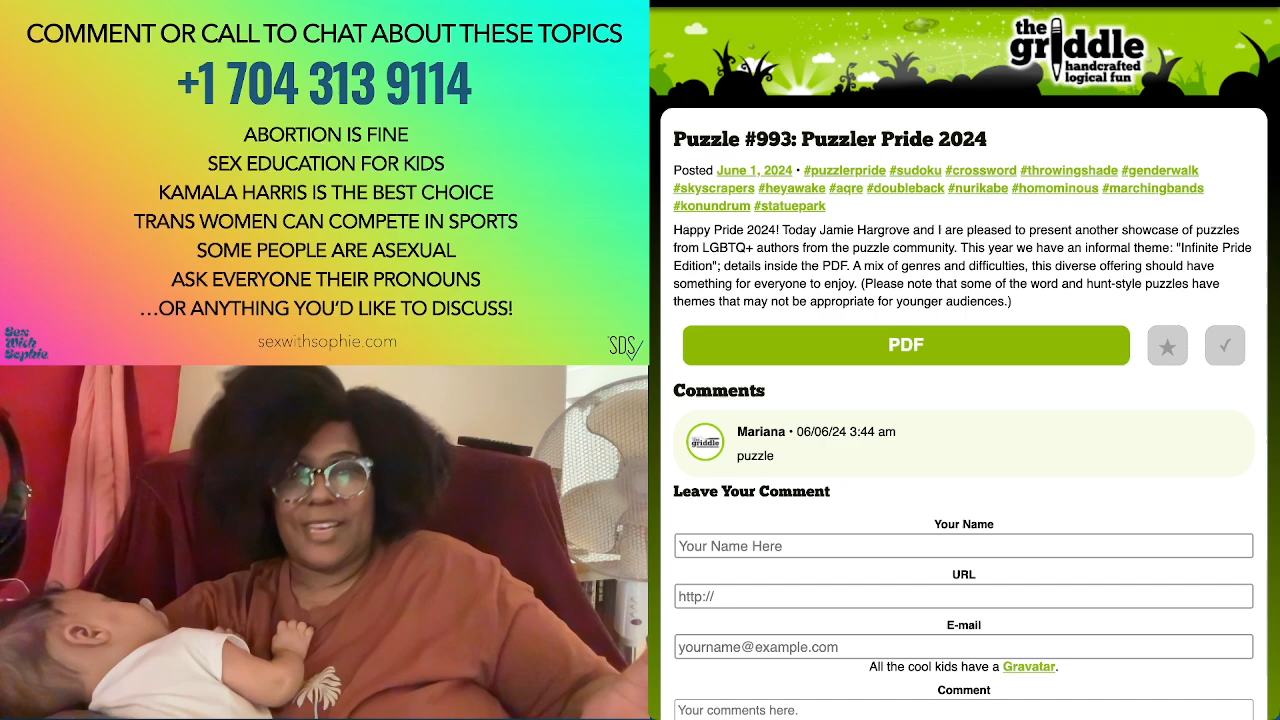 COMMENT OR CALL TO CHAT ABOUT THESE TOPICS
+1 704 313 9114
ABORTION IS FINE
SEX EDUCATION FOR KIDS
KAMALA HARRIS IS THE BEST CHOICE
TRANS WOMEN CAN COMPETE IN SPORTS
SOME PEOPLE ARE ASEXUAL
ASK EVERYONE THEIR PRONOUNS
...OR ANYTHING YOU'D LIKE TO DISCUSS!
sexwithsophie.com
Sex
With
Sophie
SDS
the
griddle
handcrafted
logical fun
Puzzle #993: Puzzler Pride 2024
Posted June 1, 2024 • #puzzlerpride #sudoku #crossword #throwingshade #genderwalk
#skyscrapers #heyawake #aqre #doubleback #nurikabe #homominous #marchingbands
#konundrum #statuepark
Happy Pride 2024! Today Jamie Hargrove and I are pleased to present another showcase of puzzles
from LGBTQ+ authors from the puzzle community. This year we have an informal theme: "Infinite Pride
Edition"; details inside the PDF. A mix of genres and difficulties, this diverse offering should have
something for everyone to enjoy. (Please note that some of the word and hunt-style puzzles have
themes that may not be appropriate for younger audiences.)
PDF
Comments
the
griddle
Mariana • 06/06/24 3:44 am
puzzle
Leave Your Comment
Your Name
Your Name Here
URL
http://
E-mail
yourname@example.com
All the cool kids have a Gravatar.
Comment
Your comments here.